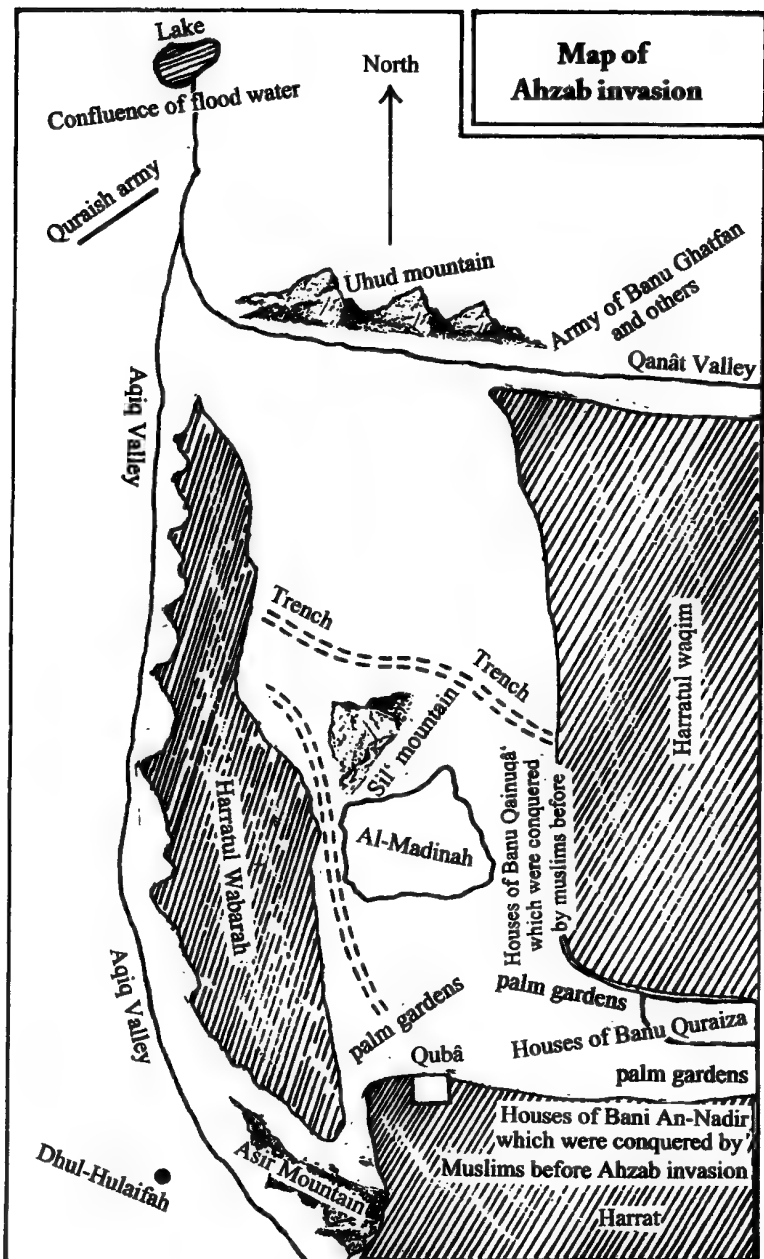 Map of
Ahzab invasion
Lake
Confluence of flood water
North
Quraish army
Uhud mountain
Army of Banu Ghatfan
and others
Qanât Valley
Aqiq Valley
Trench
Trench
Harratul waqim
Sil‘ mountain
Houses of Banu Qainuqâ‘
which were conquered
by muslims before
Al-Madinah
Harratul Wabarah
Aqiq Valley
palm gardens
palm gardens
Houses of Banu Quraiza
Qubâ
palm gardens
Houses of Bani An-Nadir
which were conquered by
Muslims before Ahzab invasion
Dhul-Hulaifah
Asir Mountain
Harrat